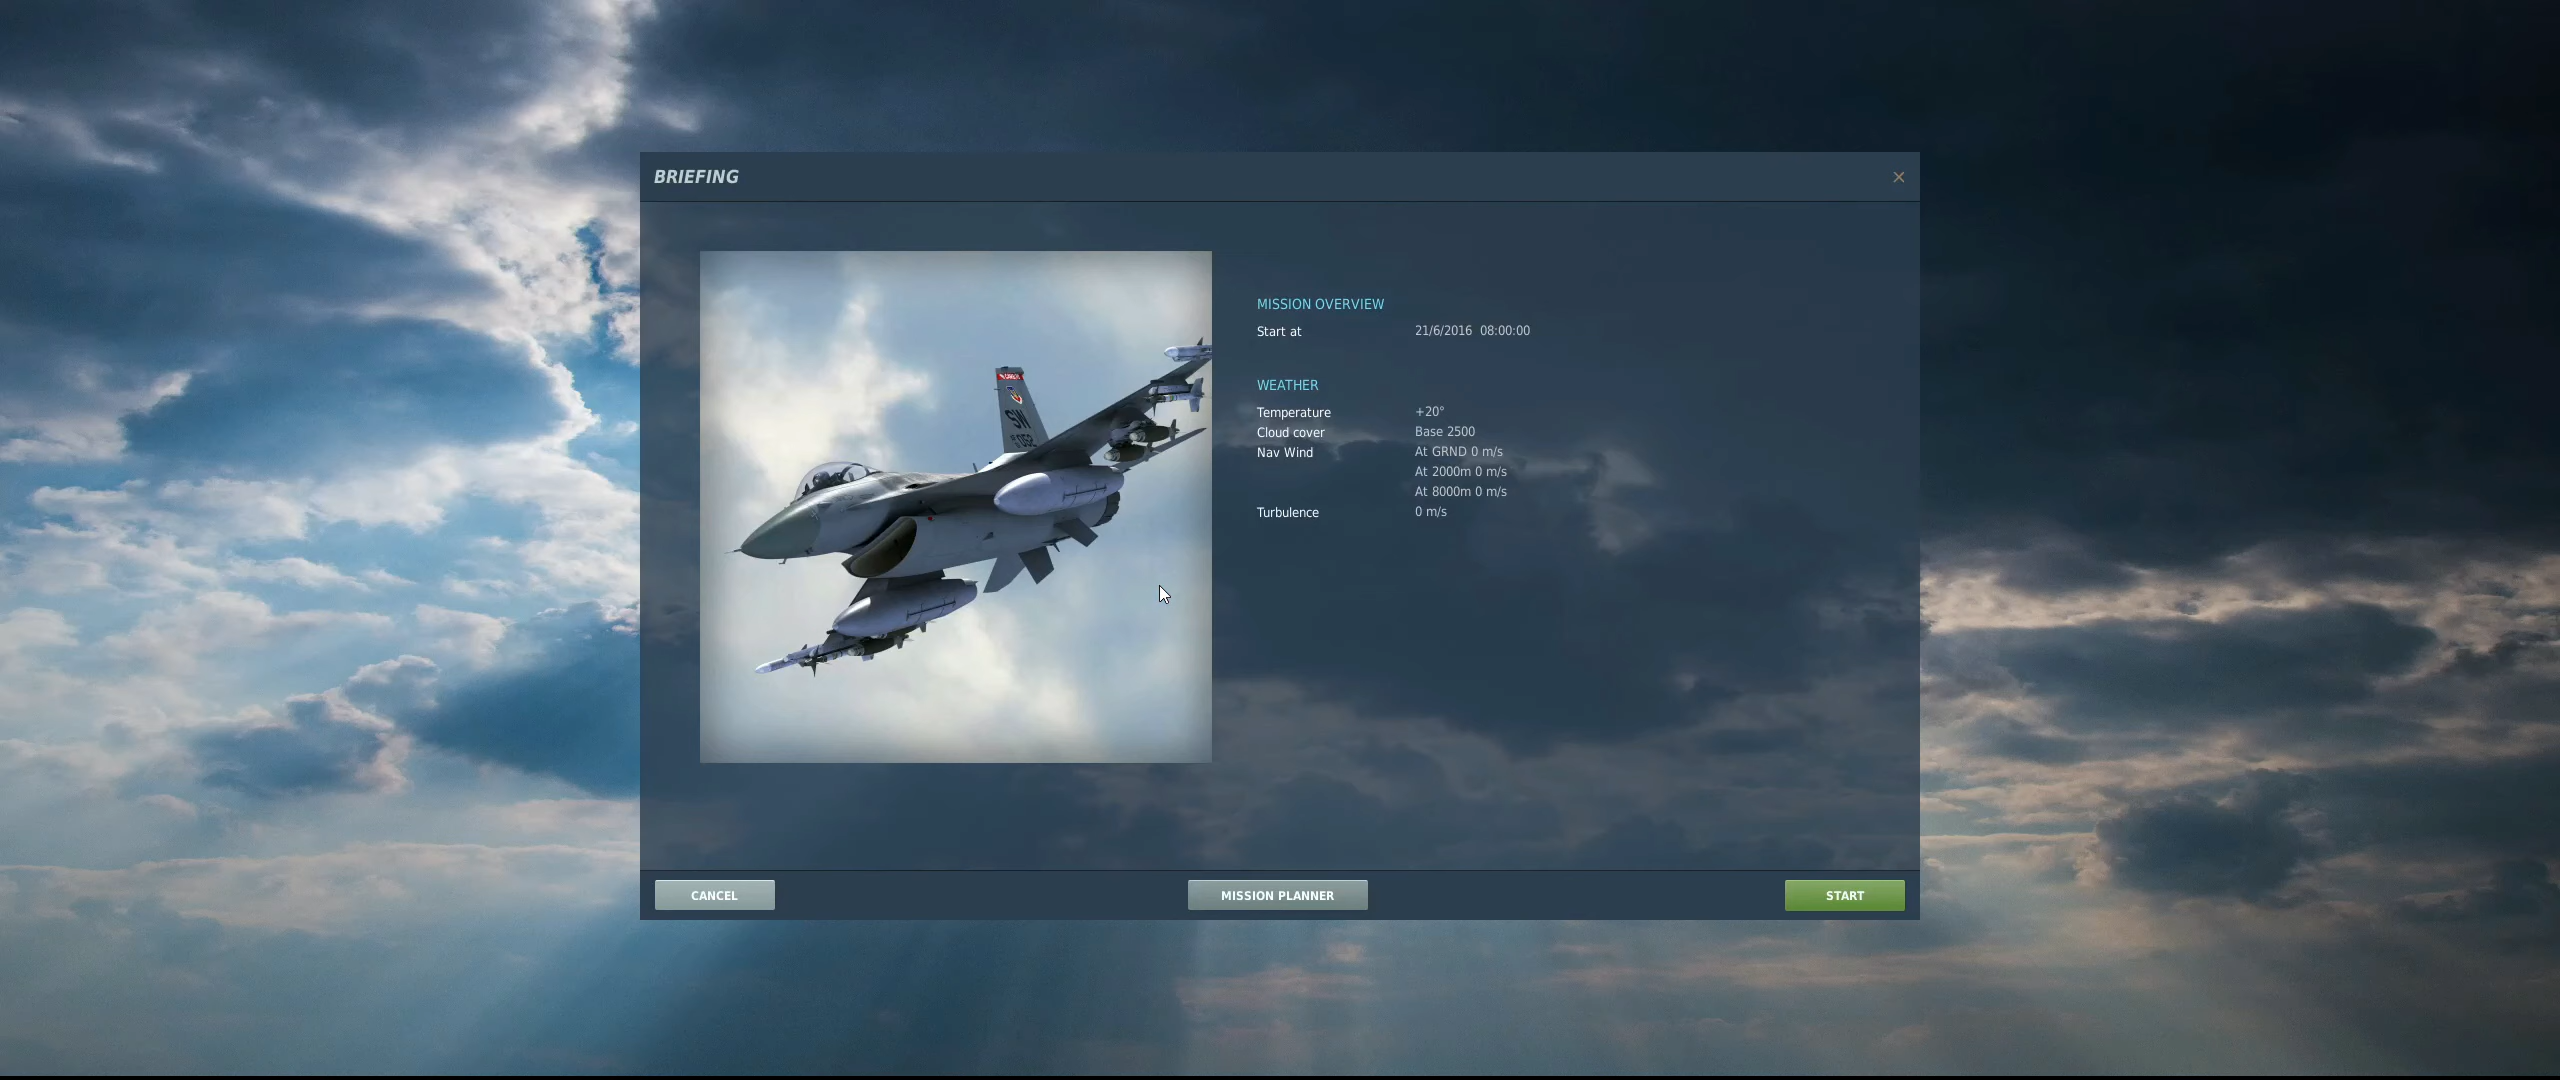 BRIEFING
SW
MISSION OVERVIEW
Start at 21/6/2016 08:00:00
WEATHER
Temperature +20°
Cloud cover Base 2500
Nav Wind At GRND 0 m/s
At 2000m 0 m/s
At 8000m 0 m/s
Turbulence 0 m/s
CANCEL MISSION PLANNER START